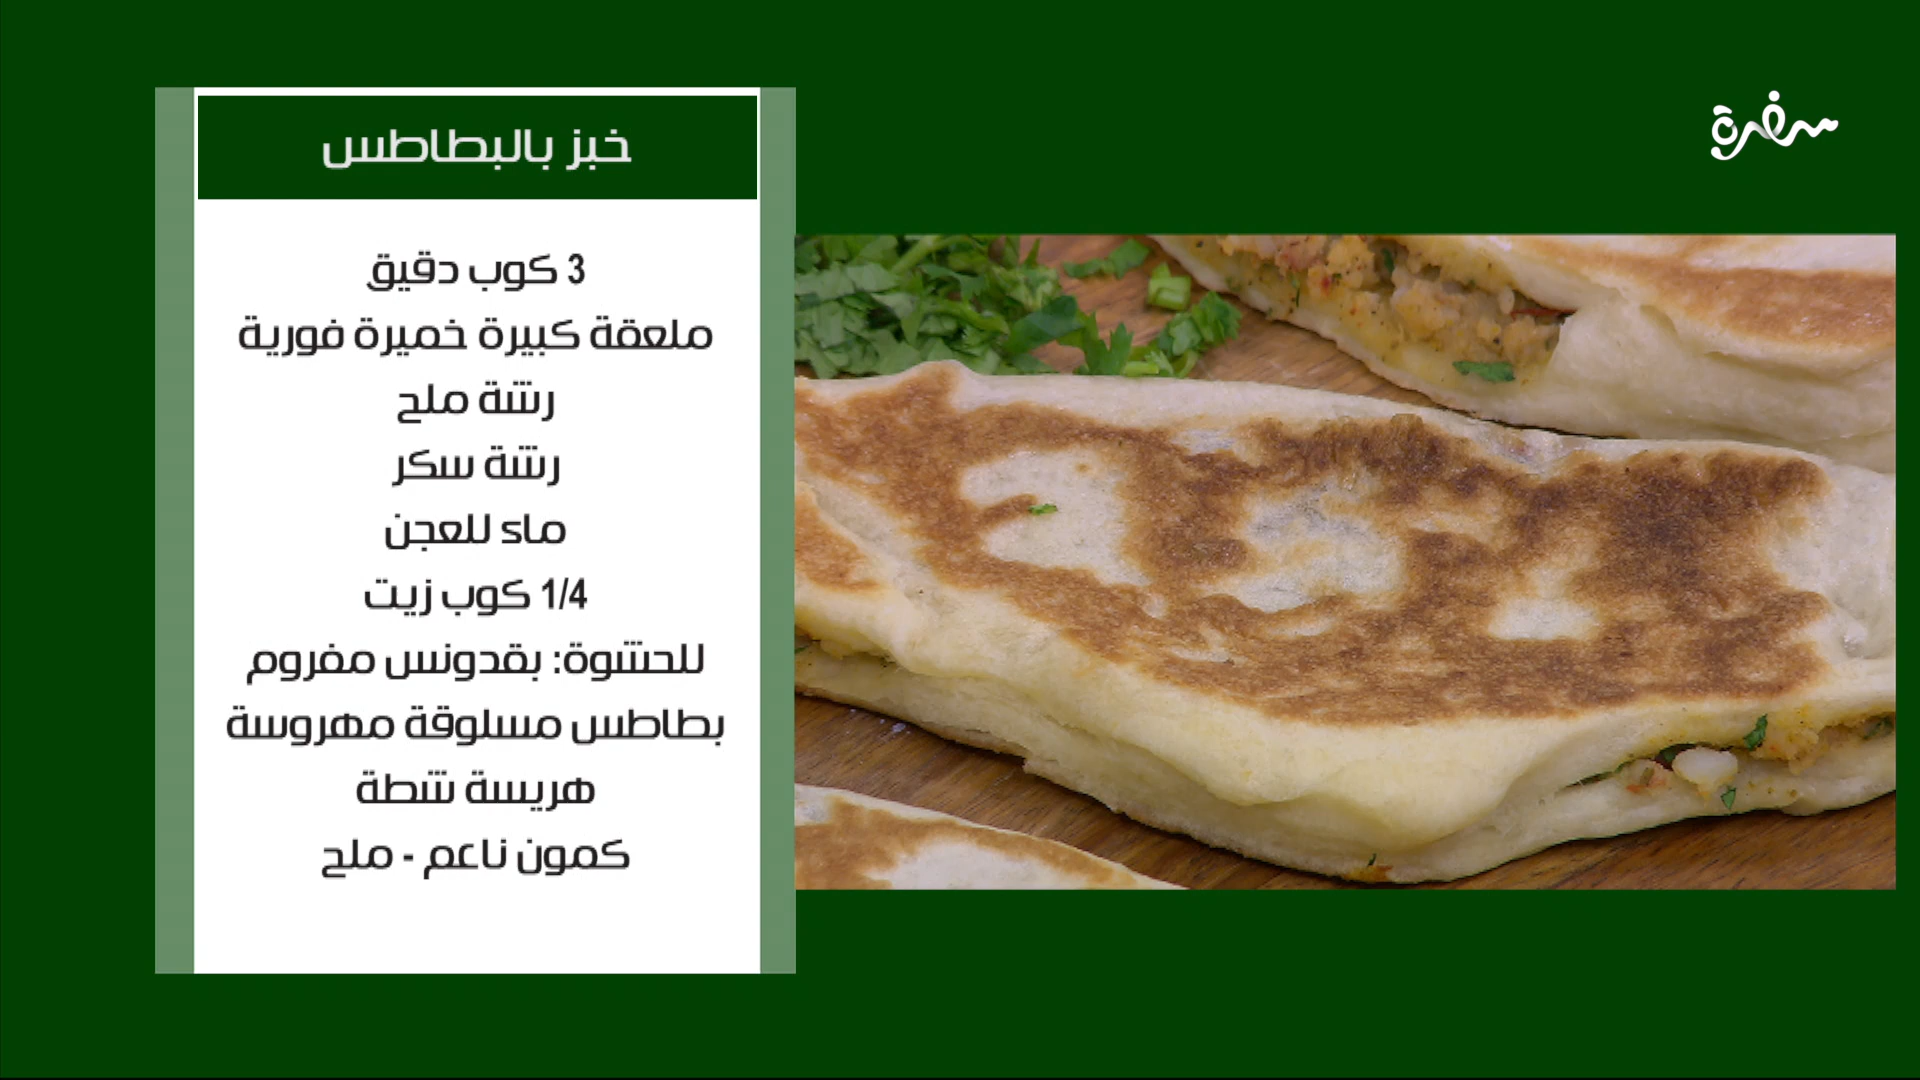 سفرة
خبز بالبطاطس
3 كوب دقيق
ملعقة كبيرة خميرة فورية
رشة ملح
رشة سكر
ماء للعجن
1/4 كوب زيت
للحشوة: بقدونس مفروم
بطاطس مسلوقة مهروسة
هريسة شطة
كمون ناعم - ملح